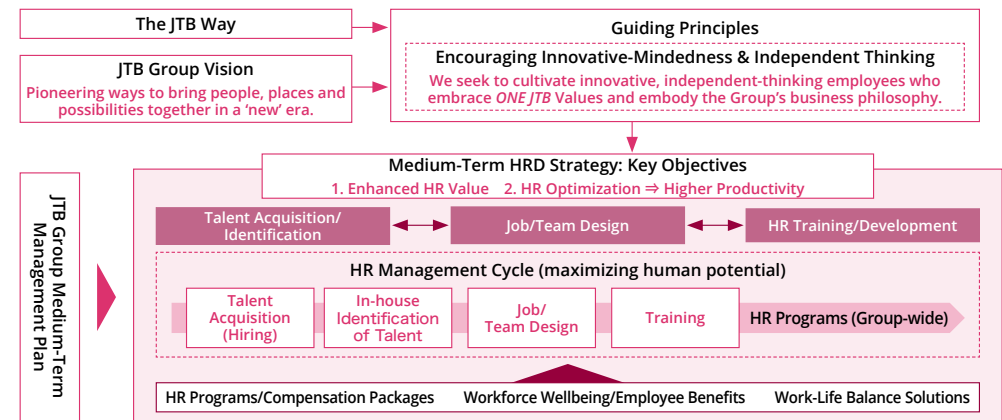 The JTB Way
JTB Group Vision
Pioneering ways to bring people, places and
possibilities together in a ‘new’ era.
Guiding Principles
Encouraging Innovative-Mindedness & Independent Thinking
We seek to cultivate innovative, independent-thinking employees who
embrace ONE JTB Values and embody the Group’s business philosophy.
JTB Group Medium-Term
Management Plan
Medium-Term HRD Strategy: Key Objectives
1. Enhanced HR Value 2. HR Optimization ⇒ Higher Productivity
Talent Acquisition/
Identification
Job/Team Design
HR Training/Development
HR Management Cycle (maximizing human potential)
Talent
Acquisition
(Hiring)
In-house
Identification
of Talent
Job/
Team Design
Training
HR Programs (Group-wide)
HR Programs/Compensation Packages
Workforce Wellbeing/Employee Benefits
Work-Life Balance Solutions